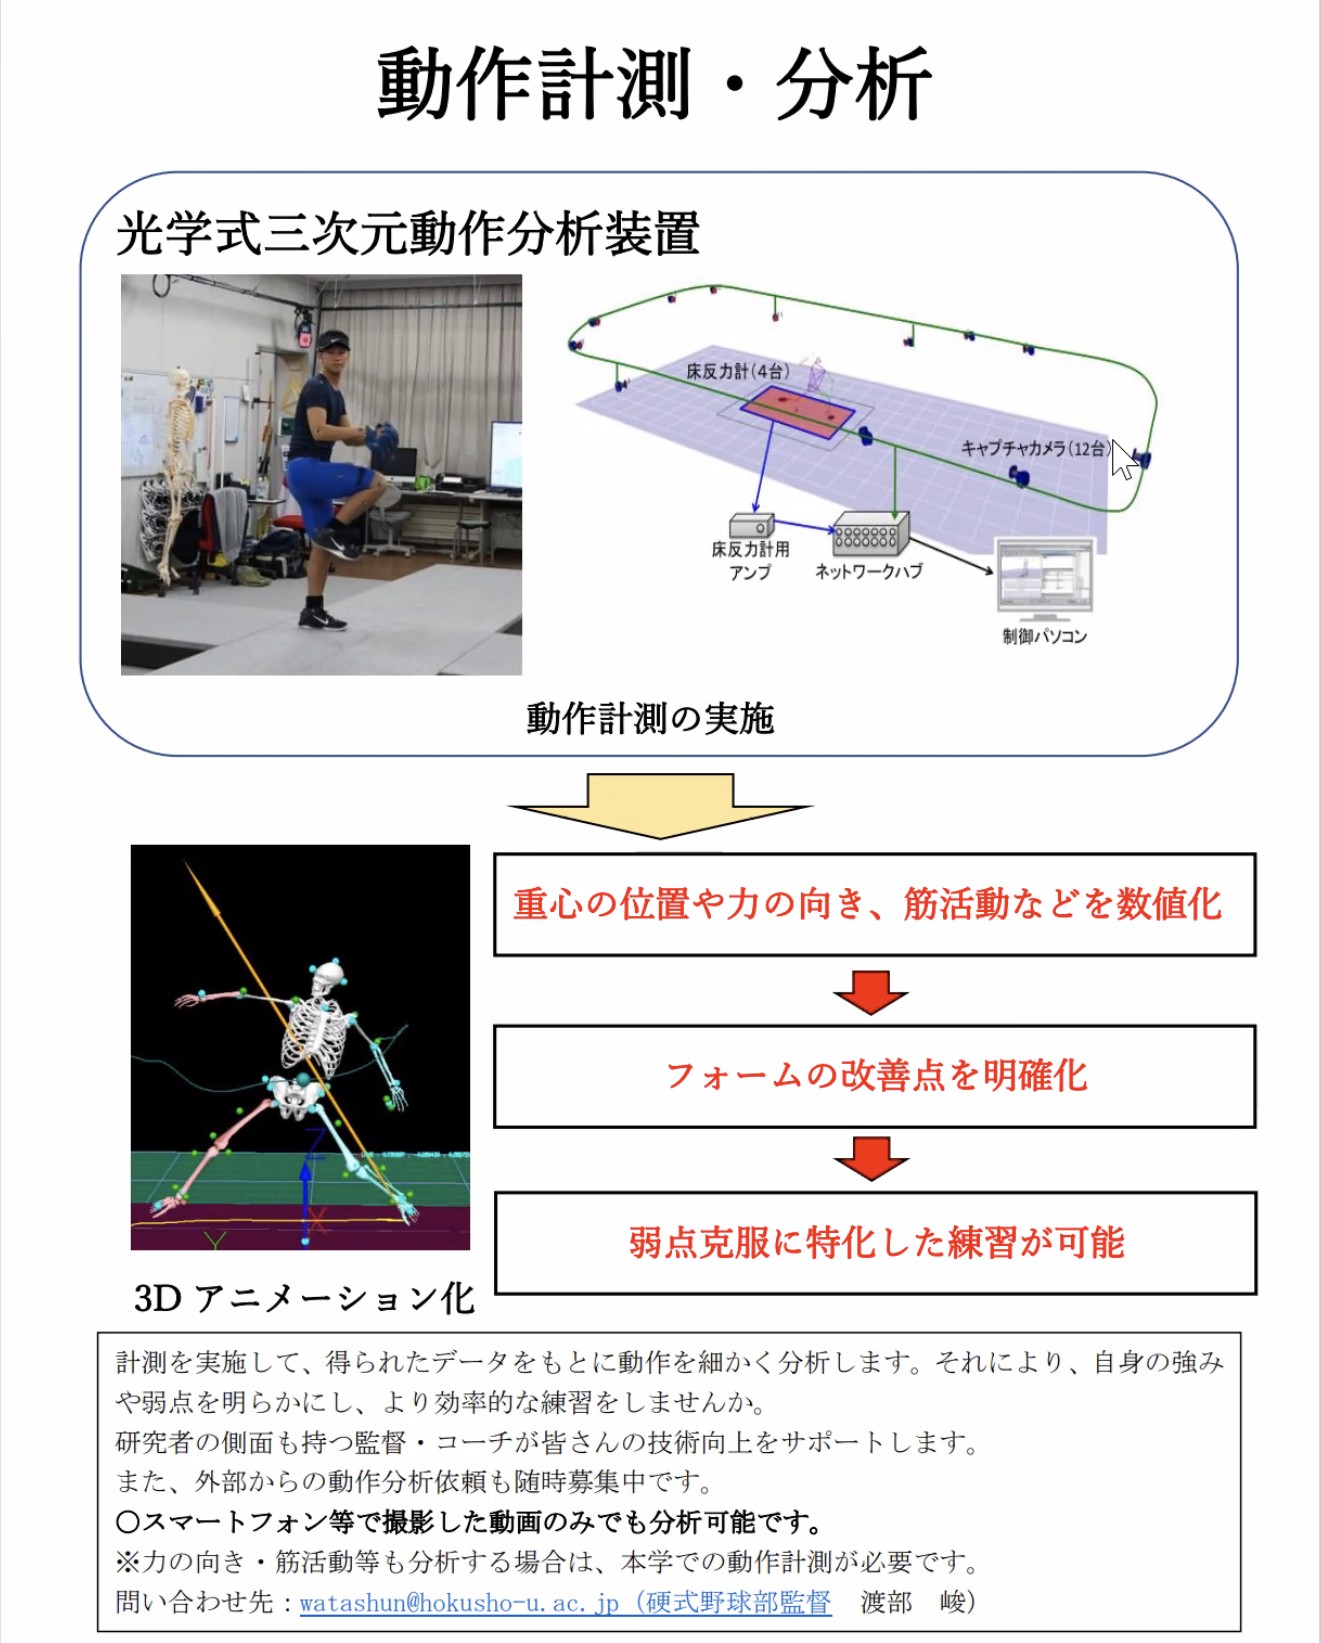 動作計測・分析
光学式三次元動作分析装置
床反力計(4台)
キャプチャカメラ(12台)
床反力計用
アンプ
ネットワークハブ
制御パソコン
動作計測の実施
重心の位置や力の向き、筋活動などを数値化
フォームの改善点を明確化
弱点克服に特化した練習が可能
Z
X
Y
3D アニメーション化
計測を実施して、得られたデータをもとに動作を細かく分析します。それにより、自身の強み
や弱点を明らかにし、より効率的な練習をしませんか。
研究者の側面も持つ監督・コーチが皆さんの技術向上をサポートします。
また、外部からの動作分析依頼も随時募集中です。
〇スマートフォン等で撮影した動画のみでも分析可能です。
※力の向き・筋活動等も分析する場合は、本学での動作計測が必要です。
問い合わせ先：watashun@hokusho-u.ac.jp（硬式野球部監督　渡部　峻）